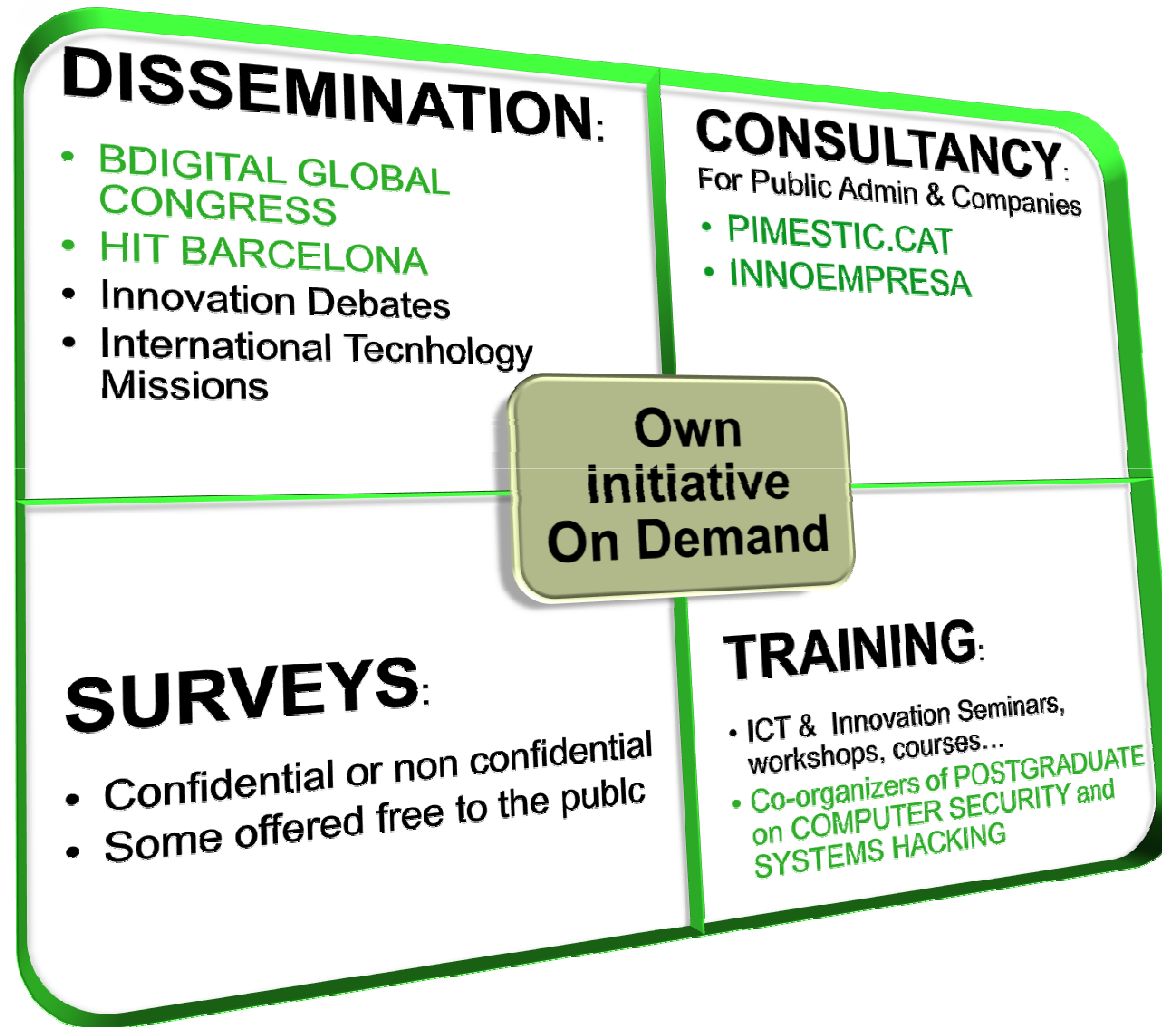 DISSEMINATION:
• BDIGITAL GLOBAL
CONGRESS
• HIT BARCELONA
• Innovation Debates
• International Tecnhology
Missions
CONSULTANCY:
For Public Admin & Companies
• PIMESTIC.CAT
• INNOEMPRESA
Own
initiative
On Demand
SURVEYS:
• Confidential or non confidential
• Some offered free to the publc
TRAINING:
• ICT & Innovation Seminars,
workshops, courses...
• Co-organizers of POSTGRADUATE
on COMPUTER SECURITY and
SYSTEMS HACKING